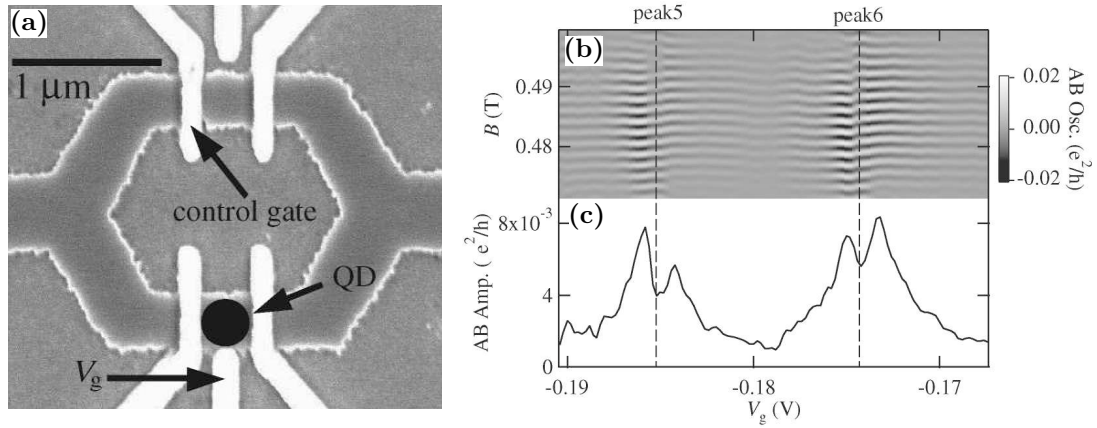 (a)
1 μm
control gate
QD
Vg
peak5
peak6
(b)
0.49
0.48
B (T)
0.02
0.00
-0.02
AB Osc. (e²/h)
(c)
8x10⁻³
4
0
AB Amp. ( e²/h)
-0.19
-0.18
-0.17
Vg (V)